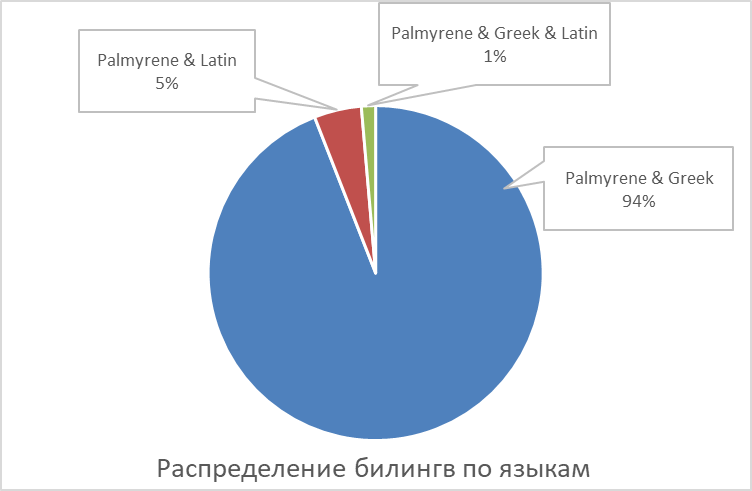 Palmyrene & Greek & Latin
1%
Palmyrene & Latin
5%
Palmyrene & Greek
94%
Распределение билингв по языкам